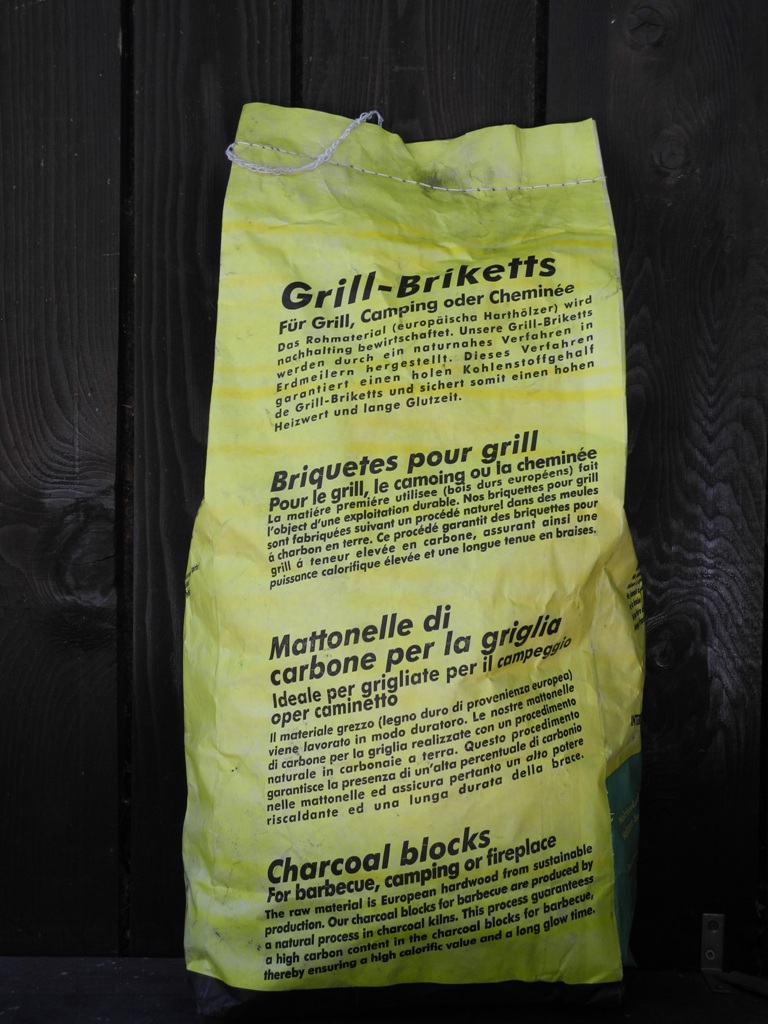 Grill-Briketts
Für Grill, Camping oder Cheminée
Das Rohmaterial (europäische Harthölzer) wird
nachhalting bewirtschaftet. Unsere Grill-Briketts
werden durch ein naturnahes Verfahren in
Erdmeilern hergestellt. Dieses Verfahren
garantiert einen holen Kohlenstoffgehalf
de Grill-Briketts und sichert somit einen hohen
Heizwert und lange Glutzeit.
Briquetes pour grill
Pour le grill, le camoing ou la cheminée
La matiére premiére utilisee (bois durs européens) fait
l'object d'une exploitation durable. Nos briquetes pour grill
sont fabriquées suivant un procédé naturel dans des meules
á charbon en terre. Ce procédé garantit des briquetes pour
grill á teneur elevée en carbone, assurant ainsi une
puissance calorifique élevée et une longue tenue en braises.
Mattonelle di
carbone per la griglia
Ideale per grigliate per il campeggio
oper caminetto
Il materiale grezzo (legno duro di provenienza europea)
viene lavorato in modo duratoro. Le nostre mattonelle
di carbone per la griglia realizzate con un procedimento
naturale in carbonaie a terra. Questo procedimento
garantisce la presenza di un'alta percentuale di carbonio
nelle mattonelle ed assicura pertanto un alto potere
riscaldante ed una lunga durata della brace.
Charcoal blocks
For barbecue, camping or fireplace
The raw material is European hardwood from sustainable
production. Our charcoal blocks for barbecue are produced by
a natural process in charcoal kilns. This process guaranteess
a high carbon content in the charcoal blocks for barbecue,
thereby ensuring a high calorific value and a long glow time.